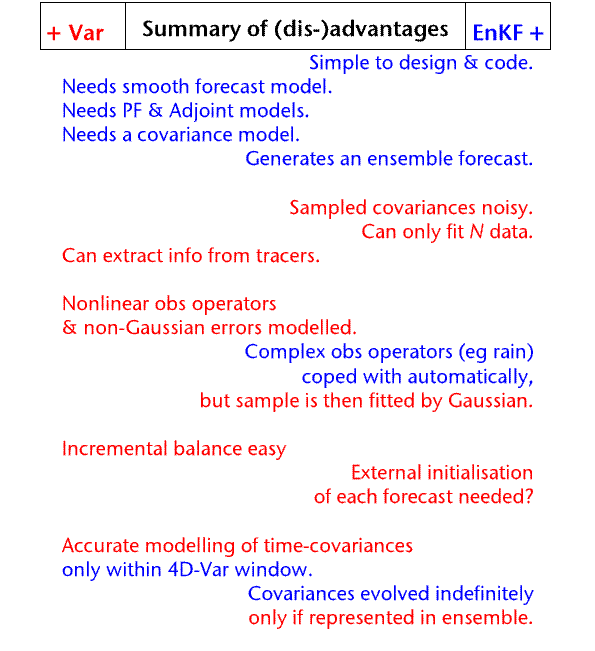 + Var Summary of (dis-)advantages EnKF +
Simple to design & code.
Needs smooth forecast model.
Needs PF & Adjoint models.
Needs a covariance model.
Generates an ensemble forecast.
Sampled covariances noisy.
Can only fit N data.
Can extract info from tracers.
Nonlinear obs operators
& non-Gaussian errors modelled.
Complex obs operators (eg rain)
coped with automatically,
but sample is then fitted by Gaussian.
Incremental balance easy
External initialisation
of each forecast needed?
Accurate modelling of time-covariances
only within 4D-Var window.
Covariances evolved indefinitely
only if represented in ensemble.